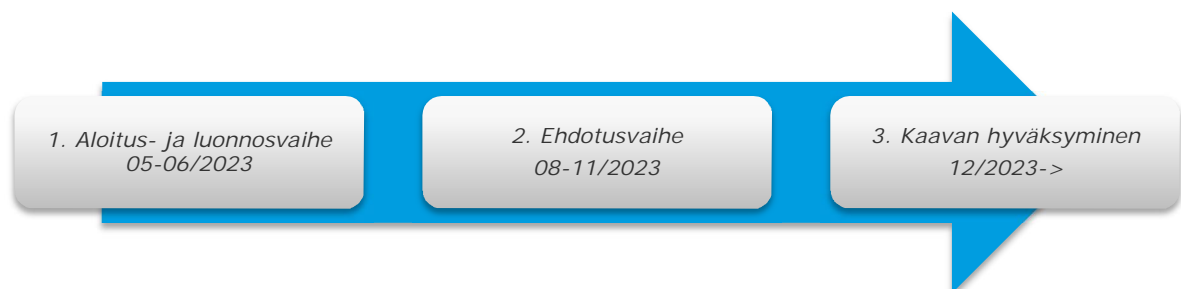 1. Aloitus- ja luonnosvaihe
05-06/2023
2. Ehdotusvaihe
08-11/2023
3. Kaavan hyväksyminen
12/2023->